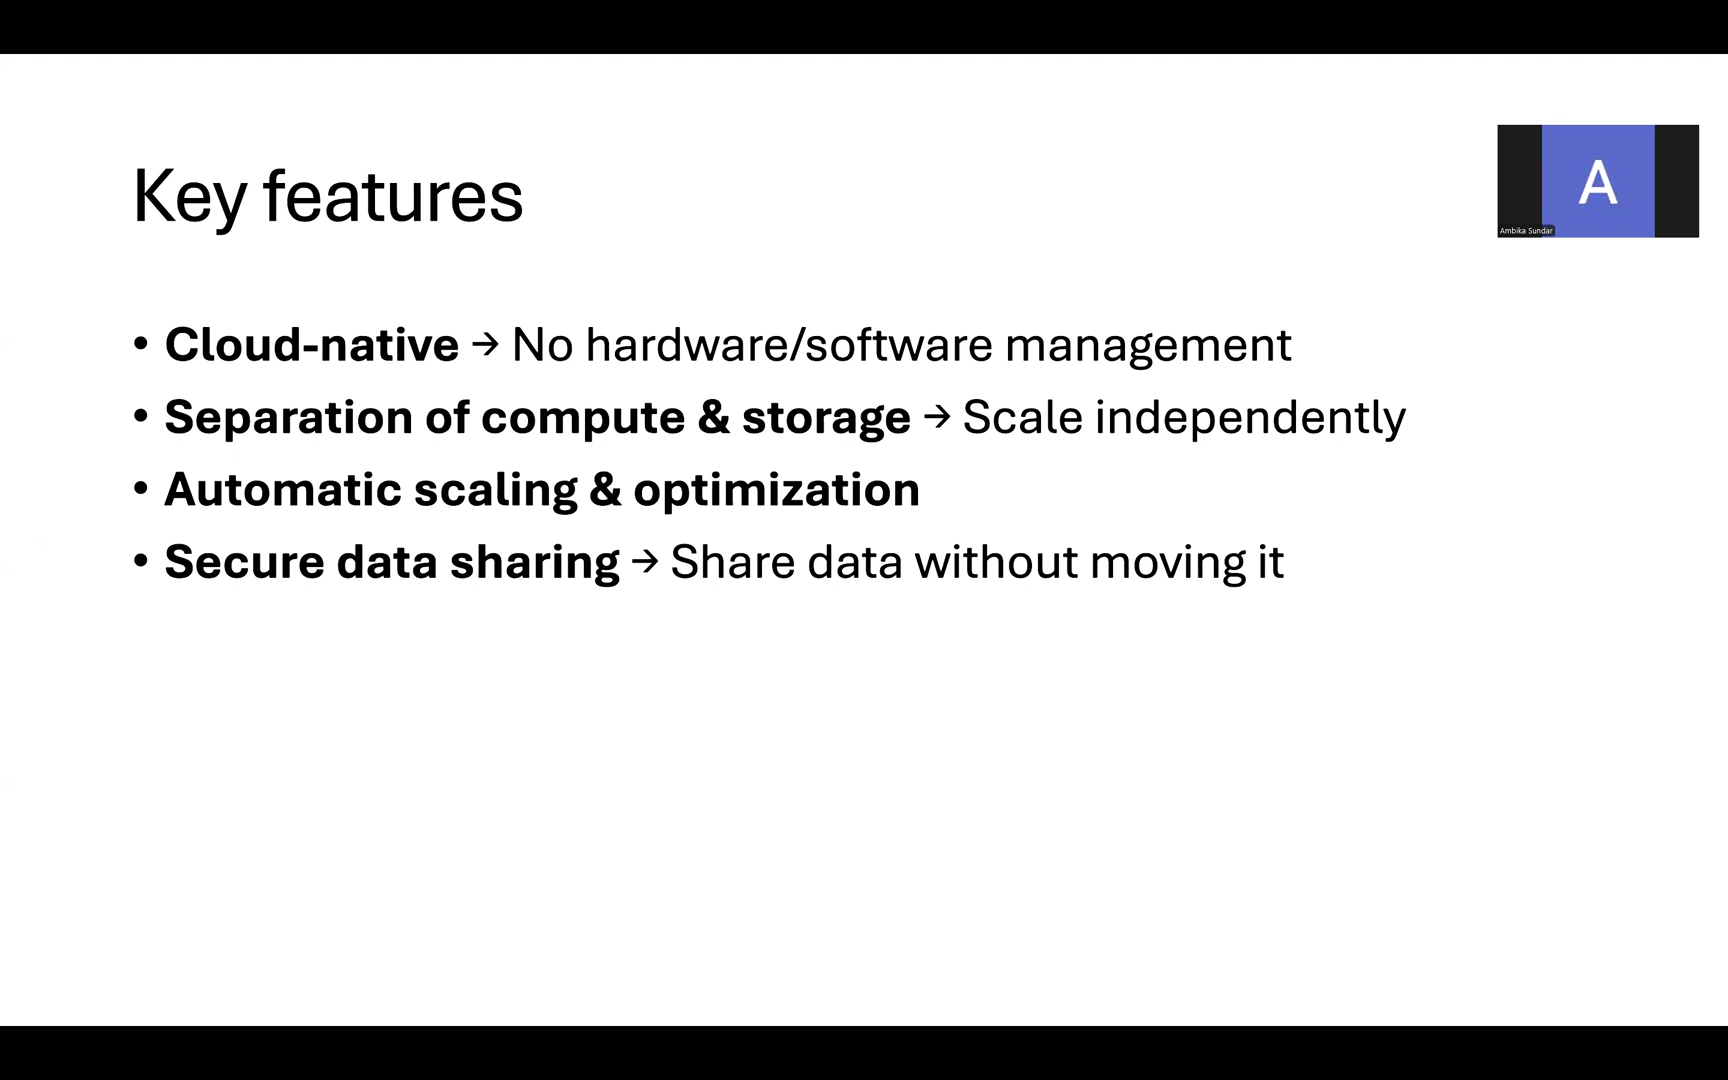 Key features
A
Ambika Sundar
• Cloud-native → No hardware/software management
• Separation of compute & storage → Scale independently
• Automatic scaling & optimization
• Secure data sharing → Share data without moving it